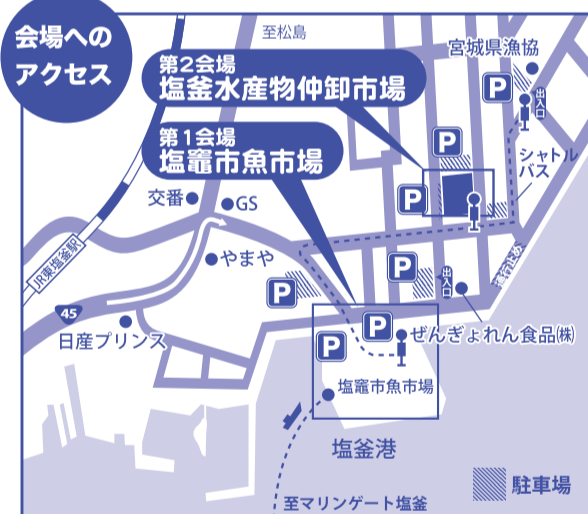 会場への
アクセス
至松島
第2会場
塩釜水産物仲卸市場
第1会場
塩竈市魚市場
宮城県漁協
P
出入口
P
シャトル
バス
P
交番
GS
JR東塩釜駅
やまや
P
P
出入口
通行止め
45
日産プリンス
P
P
ぜんぎょれん食品㈱
塩竈市魚市場
塩釜港
至マリンゲート塩釜
駐車場